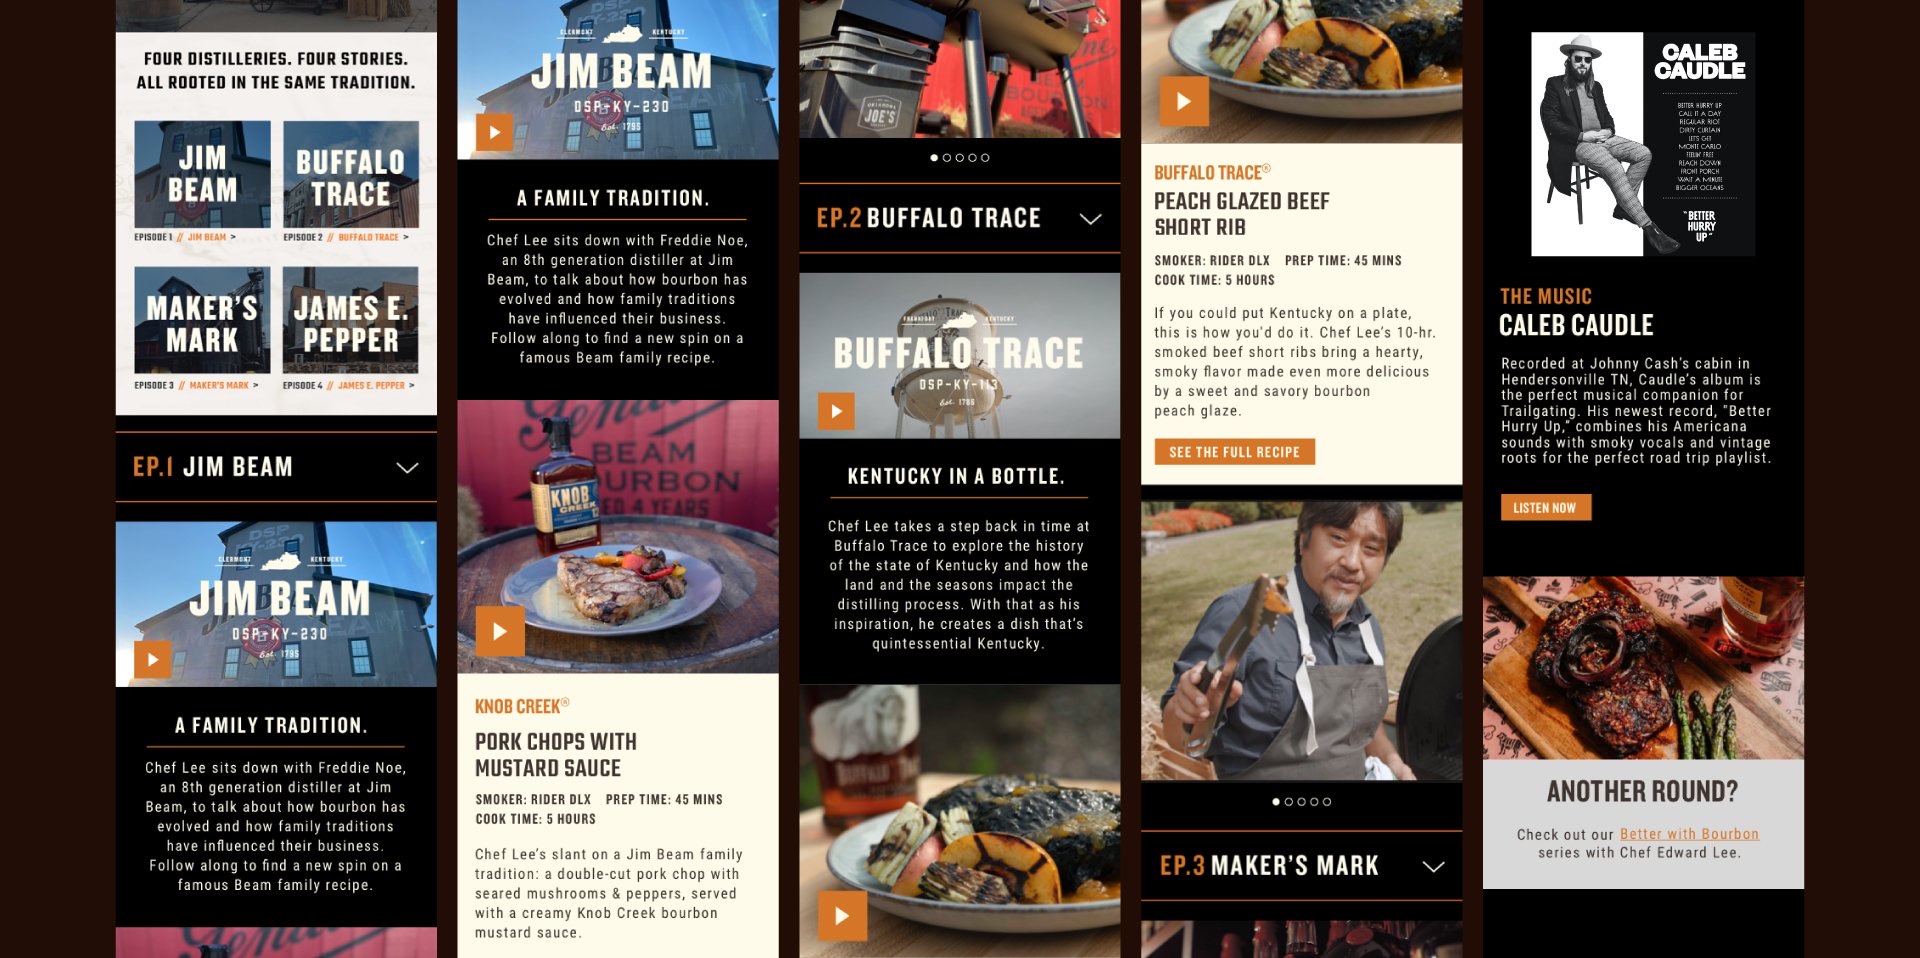 FOUR DISTILLERIES. FOUR STORIES.
ALL ROOTED IN THE SAME TRADITION.
JIM
BEAM
EPISODE 1 // JIM BEAM >
BUFFALO
TRACE
EPISODE 2 // BUFFALO TRACE >
MAKER'S
MARK
EPISODE 3 // MAKER'S MARK >
JAMES E.
PEPPER
EPISODE 4 // JAMES E. PEPPER >
EP.1 JIM BEAM
DSP
KY-230
CLERMONT KENTUCKY
JIM BEAM
DSP-KY-230
Est. 1795
A FAMILY TRADITION.
Chef Lee sits down with Freddie Noe,
an 8th generation distiller at Jim
Beam, to talk about how bourbon has
evolved and how family traditions
have influenced their business.
Follow along to find a new spin on a
famous Beam family recipe.
DSP
CLERMONT KENTUCKY
JIM BEAM
DSP-KY-230
Est. 1795
A FAMILY TRADITION.
Chef Lee sits down with Freddie Noe,
an 8th generation distiller at Jim
Beam, to talk about how bourbon has
evolved and how family traditions
have influenced their business.
Follow along to find a new spin on a
famous Beam family recipe.
BEAM
BOURBON
AGED 4 YEARS
KNOB
CREEK
KNOB CREEK®
PORK CHOPS WITH
MUSTARD SAUCE
SMOKER: RIDER DLX PREP TIME: 45 MINS
COOK TIME: 5 HOURS
Chef Lee's slant on a Jim Beam family
tradition: a double-cut pork chop with
seared mushrooms & peppers, served
with a creamy Knob Creek bourbon
mustard sauce.
OKLAHOMA
JOE'S
BEAM
BOURBON
EP.2 BUFFALO TRACE
FRANKFORT KENTUCKY
BUFFALO TRACE
DSP-KY-113
Est. 1786
KENTUCKY IN A BOTTLE.
Chef Lee takes a step back in time at
Buffalo Trace to explore the history
of the state of Kentucky and how the
land and the seasons impact the
distilling process. With that as his
inspiration, he creates a dish that's
quintessential Kentucky.
BUFFALO TRACE®
PEACH GLAZED BEEF
SHORT RIB
SMOKER: RIDER DLX PREP TIME: 45 MINS
COOK TIME: 5 HOURS
If you could put Kentucky on a plate,
this is how you'd do it. Chef Lee's 10-hr.
smoked beef short ribs bring a hearty,
smoky flavor made even more delicious
by a sweet and savory bourbon
peach glaze.
SEE THE FULL RECIPE
EP.3 MAKER'S MARK
CALEB
CAUDLE
BETTER HURRY UP
CALL IT A DAY
REGULAR RIOT
DIRTY CURTAIN
LET'S GET
MONTE CARLO
FEELIN' FREE
REACH DOWN
FRONT PORCH
WAIT A MINUTE
BIGGER OCEANS
"BETTER
HURRY
UP"
THE MUSIC
CALEB CAUDLE
Recorded at Johnny Cash's cabin in
Hendersonville TN, Caudle's album is
the perfect musical companion for
Trailgating. His newest record, "Better
Hurry Up," combines his Americana
sounds with smoky vocals and vintage
roots for the perfect road trip playlist.
LISTEN NOW
ANOTHER ROUND?
Check out our Better with Bourbon
series with Chef Edward Lee.